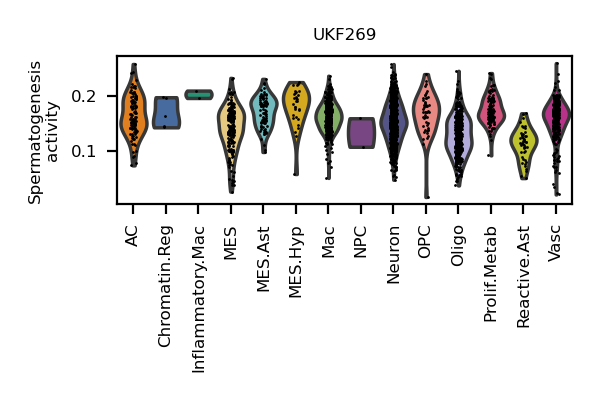 UKF269
Spermatogenesis
activity
0.2
0.1
AC
Chromatin.Reg
Inflammatory.Mac
MES
MES.Ast
MES.Hyp
Mac
NPC
Neuron
OPC
Oligo
Prolif.Metab
Reactive.Ast
Vasc